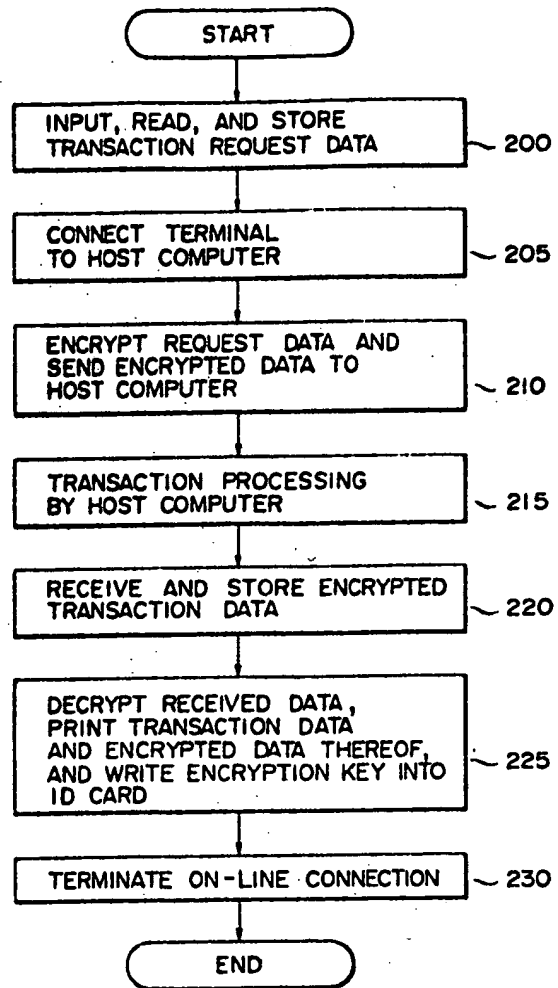 START
INPUT, READ, AND STORE
TRANSACTION REQUEST DATA
200
CONNECT TERMINAL
TO HOST COMPUTER
205
ENCRYPT REQUEST DATA AND
SEND ENCRYPTED DATA TO
HOST COMPUTER
210
TRANSACTION PROCESSING
BY HOST COMPUTER
215
RECEIVE AND STORE ENCRYPTED
TRANSACTION DATA
220
DECRYPT RECEIVED DATA,
PRINT TRANSACTION DATA
AND ENCRYPTED DATA THEREOF,
AND WRITE ENCRYPTION KEY INTO
ID CARD
225
TERMINATE ON-LINE CONNECTION
230
END